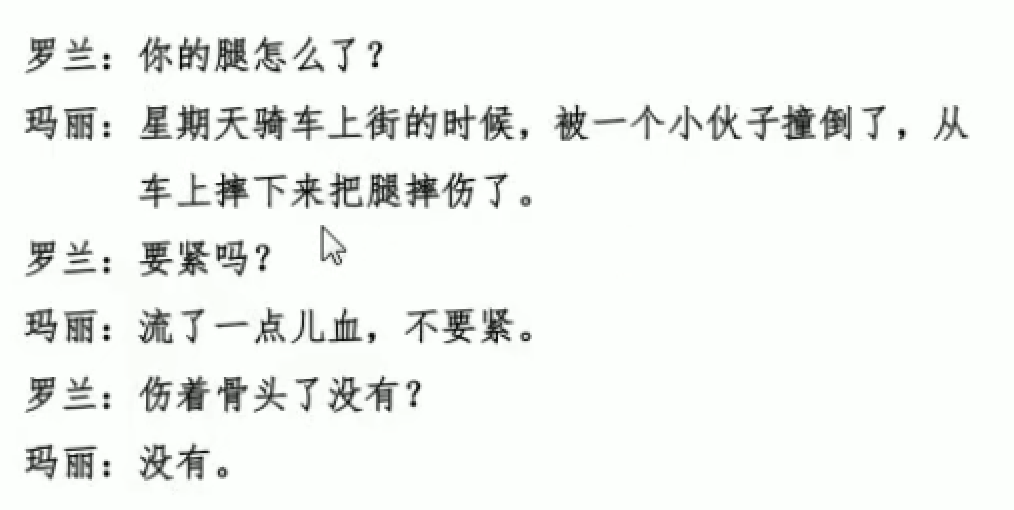 罗兰：你的腿怎么了？
玛丽：星期天骑车上街的时候，被一个小伙子撞倒了，从
车上摔下来把腿摔伤了。
罗兰：要紧吗？
玛丽：流了一点儿血，不要紧。
罗兰：伤着骨头了没有？
玛丽：没有。